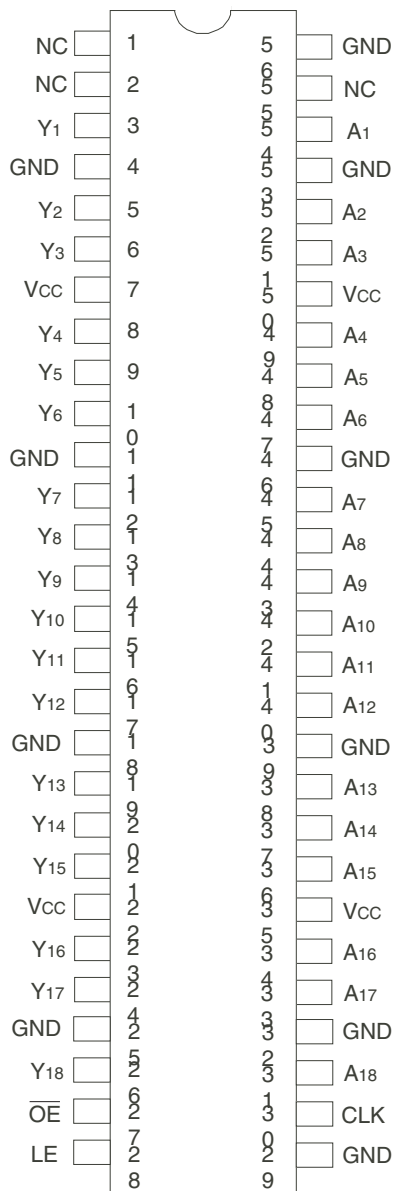 NC 1 56 GND
NC 2 55 NC
Y1 3 54 A1
GND 4 53 GND
Y2 5 52 A2
Y3 6 51 A3
VCC 7 50 VCC
Y4 8 49 A4
Y5 9 48 A5
Y6 10 47 A6
GND 11 46 GND
Y7 12 45 A7
Y8 13 44 A8
Y9 14 43 A9
Y10 15 42 A10
Y11 16 41 A11
Y12 17 40 A12
GND 18 39 GND
Y13 19 38 A13
Y14 20 37 A14
Y15 21 36 A15
VCC 22 35 VCC
Y16 23 34 A16
Y17 24 33 A17
GND 25 32 GND
Y18 26 31 A18
O̅E̅ 27 30 CLK
LE 28 29 GND